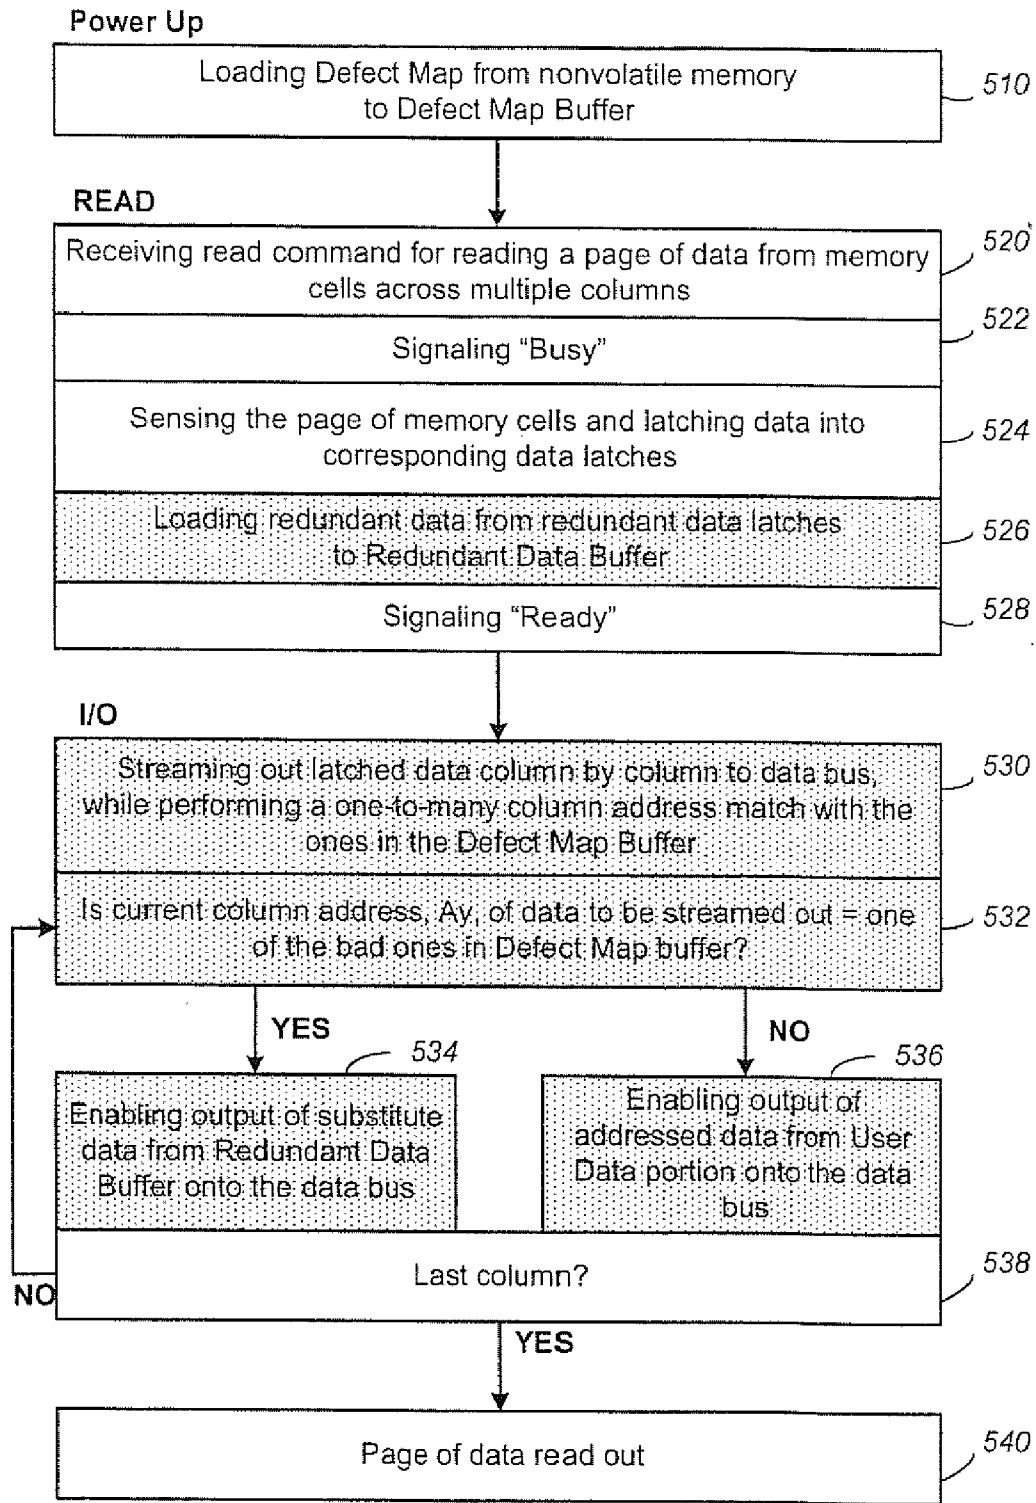 Power Up
Loading Defect Map from nonvolatile memory
to Defect Map Buffer
510
READ
Receiving read command for reading a page of data from memory
cells across multiple columns
520
Signaling "Busy"
522
Sensing the page of memory cells and latching data into
corresponding data latches
524
Loading redundant data from redundant data latches
to Redundant Data Buffer
526
Signaling "Ready"
528
I/O
Streaming out latched data column by column to data bus,
while performing a one-to-many column address match with the
ones in the Defect Map Buffer
530
Is current column address, Ay, of data to be streamed out = one
of the bad ones in Defect Map buffer?
532
YES
NO
534
536
Enabling output of substitute
data from Redundant Data
Buffer onto the data bus
Enabling output of
addressed data from User
Data portion onto the data
bus
Last column?
538
NO
YES
Page of data read out
540